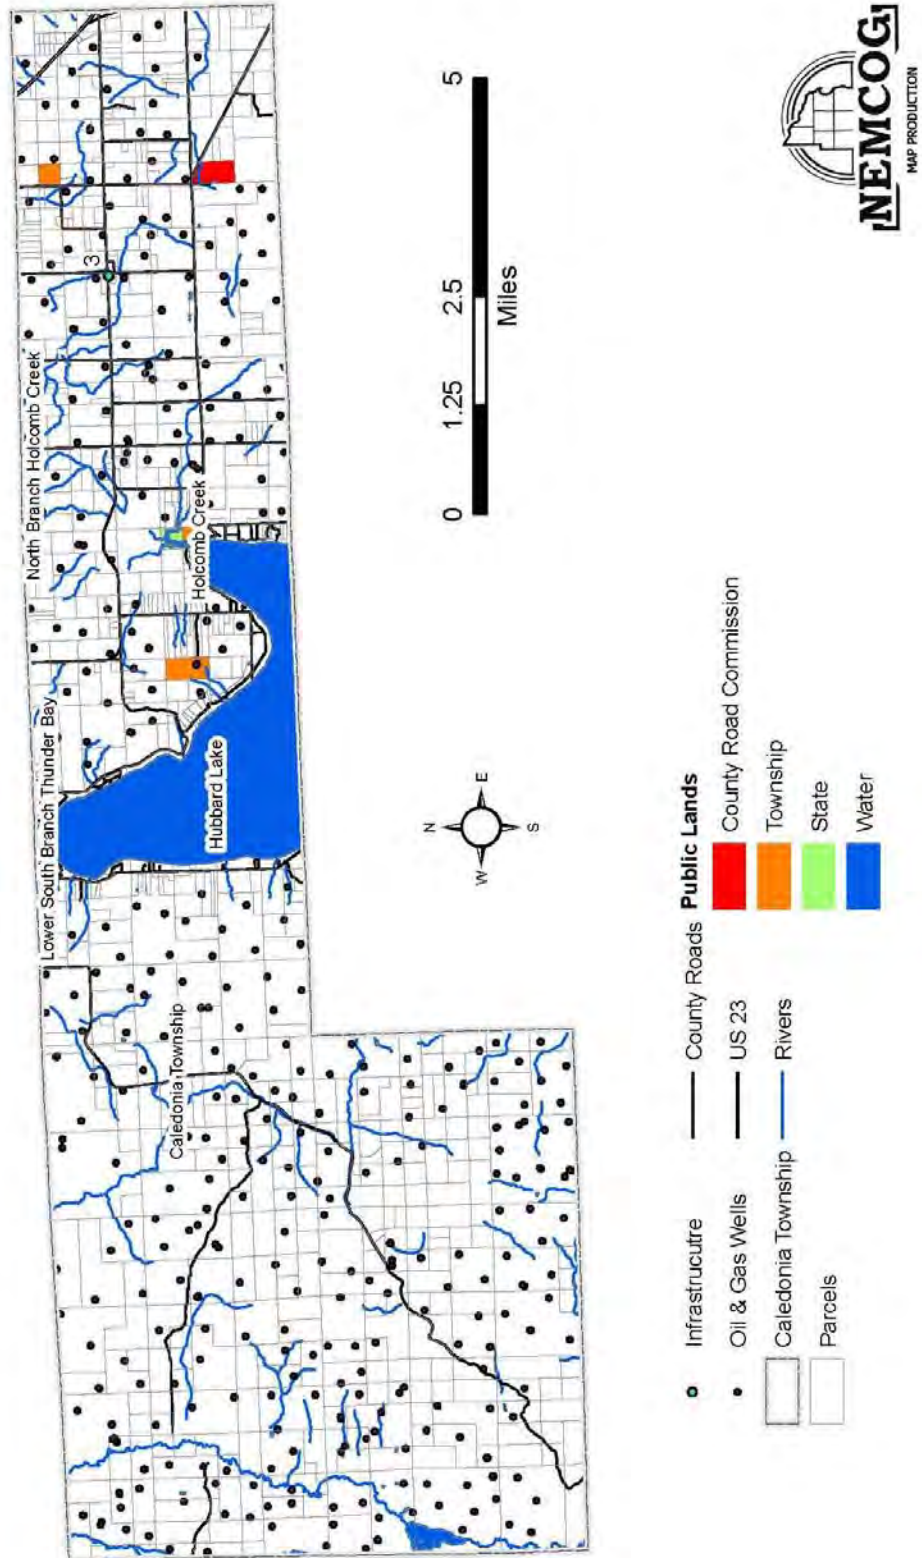 North Branch Holcomb Creek
3
Lower South Branch Thunder Bay
Holcomb Creek
Hubbard Lake
Caledonia Township
0 1.25 2.5 5
Miles
N
W E
S
Infrastrucutre
Oil & Gas Wells
Caledonia Township
Parcels
County Roads
US 23
Rivers
Public Lands
County Road Commission
Township
State
Water
NEMCOG
MAP PRODUCTION